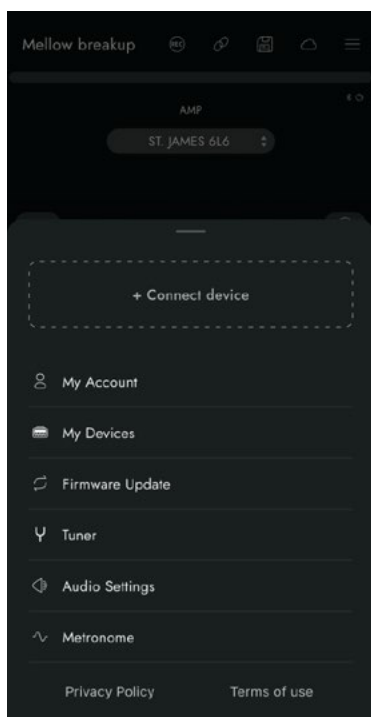 Mellow breakup REC
AMP
ST. JAMES 6L6
+ Connect device
My Account
My Devices
Firmware Update
Tuner
Audio Settings
Metronome
Privacy Policy Terms of use